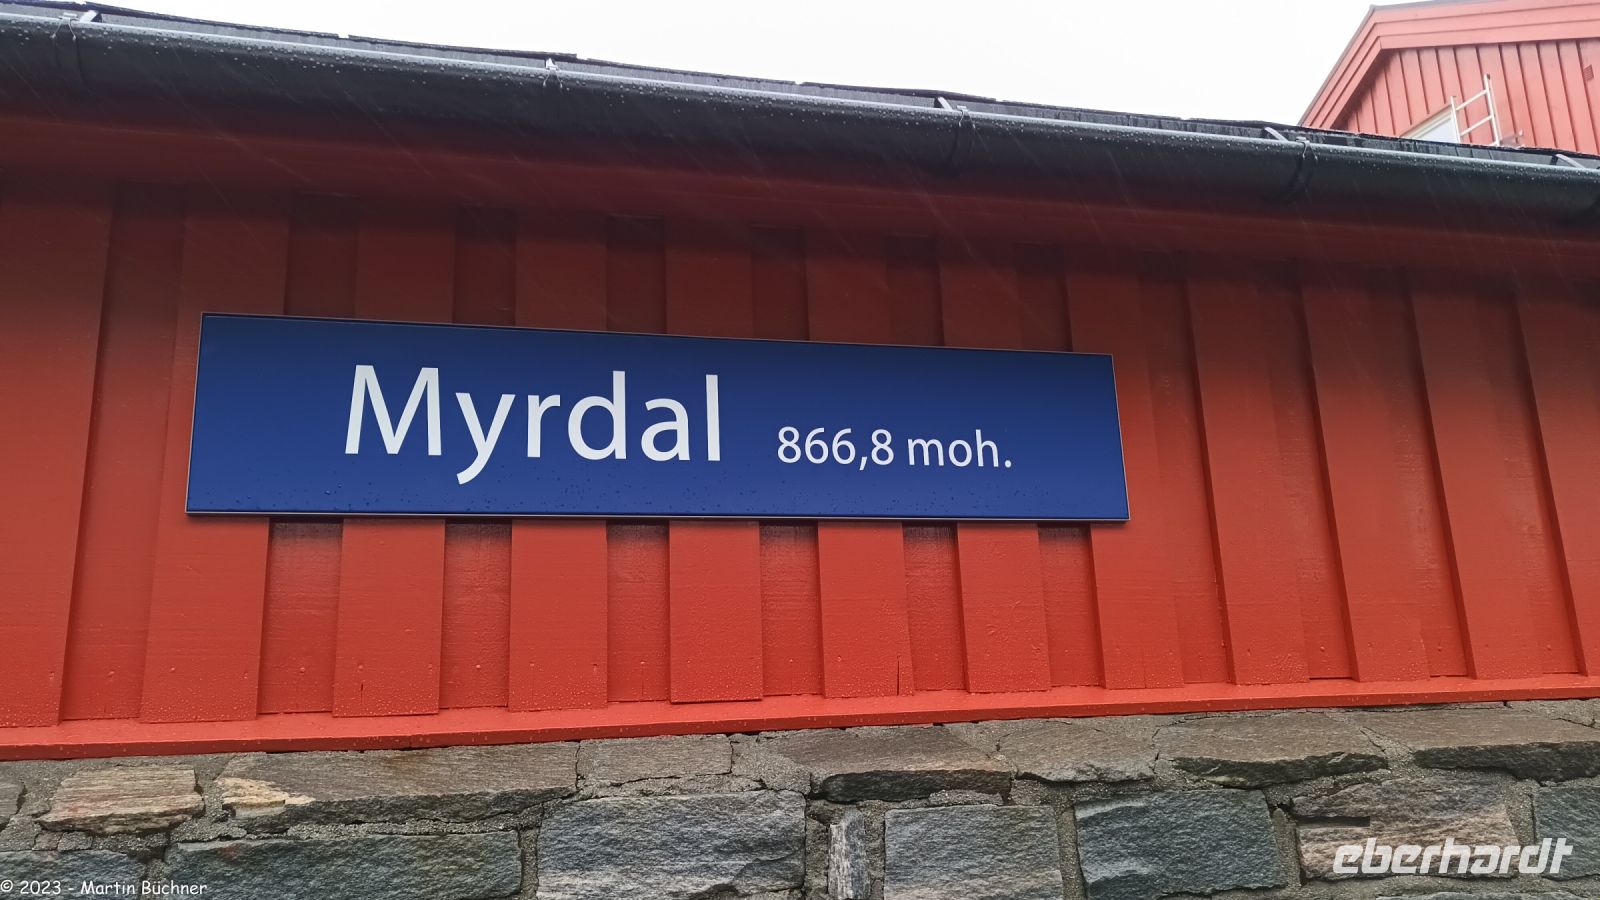 Myrdal 866,8 moh.
© 2023 - Martin Büchner
eberhardt